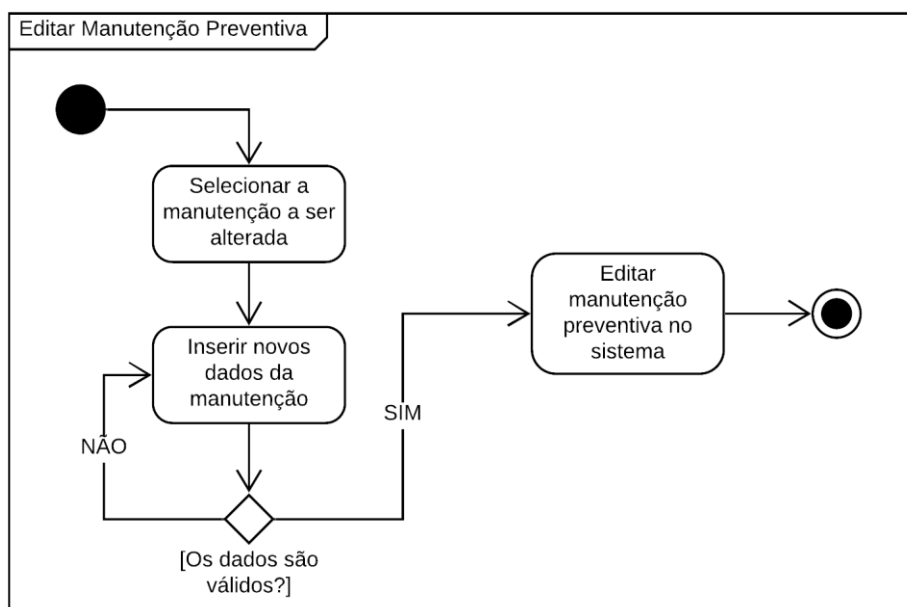 Editar Manutenção Preventiva
Selecionar a
manutenção a ser
alterada
Inserir novos
dados da
manutenção
NÃO
[Os dados são
válidos?]
SIM
Editar
manutenção
preventiva no
sistema